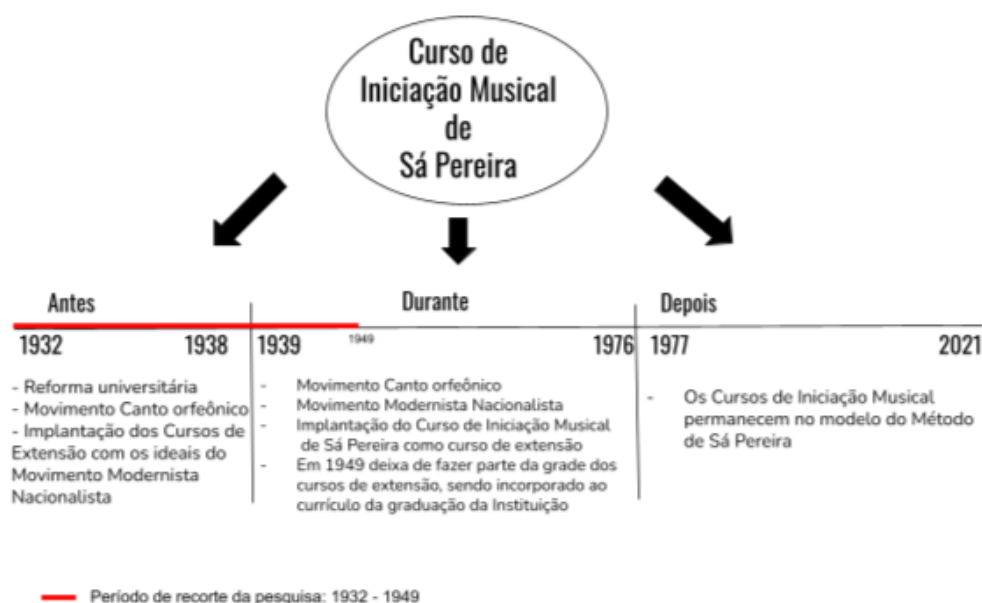 Curso de
Iniciação Musical
de
Sá Pereira
Antes
Durante
Depois
1932
1938
1939
1949
1976
1977
2021
- Reforma universitária
- Movimento Canto orfeônico
- Implantação dos Cursos de
Extensão com os ideais do
Movimento Modernista
Nacionalista
- Movimento Canto orfeônico
- Movimento Modernista Nacionalista
- Implantação do Curso de Iniciação Musical
de Sá Pereira como curso de extensão
- Em 1949 deixa de fazer parte da grade dos
cursos de extensão, sendo incorporado ao
currículo da graduação da Instituição
- Os Cursos de Iniciação Musical
permanecem no modelo do Método
de Sá Pereira
Período de recorte da pesquisa: 1932 - 1949